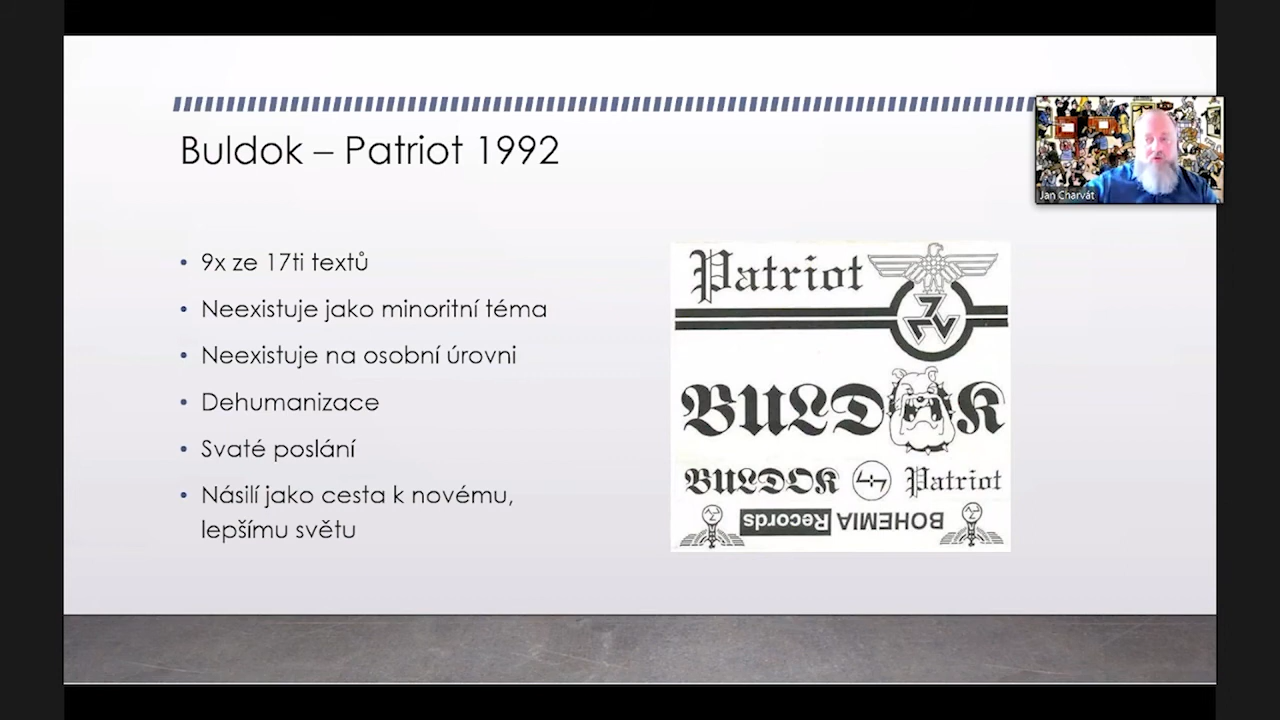 Buldok – Patriot 1992
Jan Charvát
• 9x ze 17ti textů
• Neexistuje jako minoritní téma
• Neexistuje na osobní úrovni
• Dehumanizace
• Svaté poslání
• Násilí jako cesta k novému,
lepšímu světu
Patriot
BULDOK
BULDOK Patriot
BOHEMIA Records